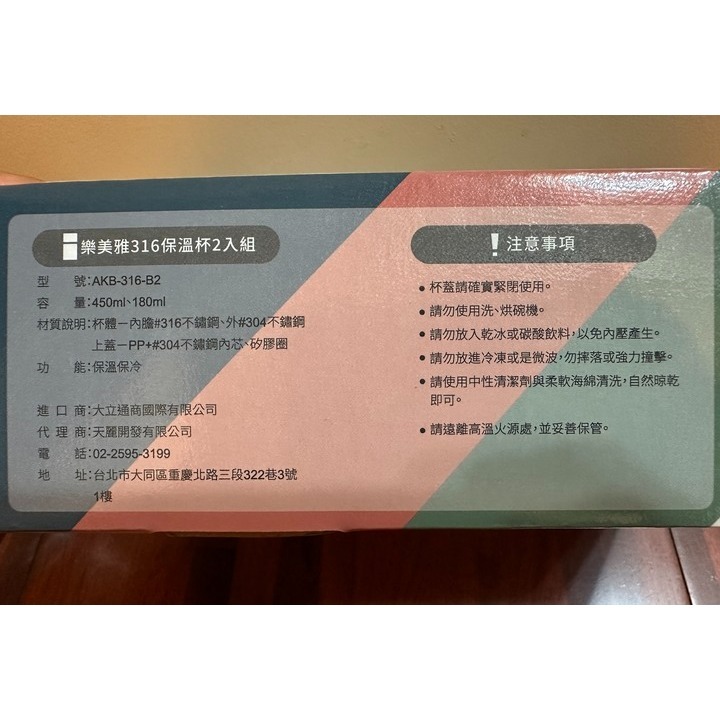 樂美雅316保溫杯2入組
型 號:AKB-316-B2
容 量:450ml、180ml
材質說明:杯體－內膽#316不鏽鋼、外#304不鏽鋼
上蓋－PP+#304不鏽鋼內芯、矽膠圈
功 能:保溫保冷
進 口 商:大立通商國際有限公司
代 理 商:天麗開發有限公司
電 話:02-2595-3199
地 址:台北市大同區重慶北路三段322巷3號
1樓
! 注意事項
● 杯蓋請確實緊閉使用。
● 請勿使用洗、烘碗機。
● 請勿放入乾冰或碳酸飲料,以免內壓產生。
● 請勿放進冷凍或是微波,勿摔落或強力撞擊。
● 請使用中性清潔劑與柔軟海綿清洗,自然晾乾
即可。
● 請遠離高溫火源處,並妥善保管。